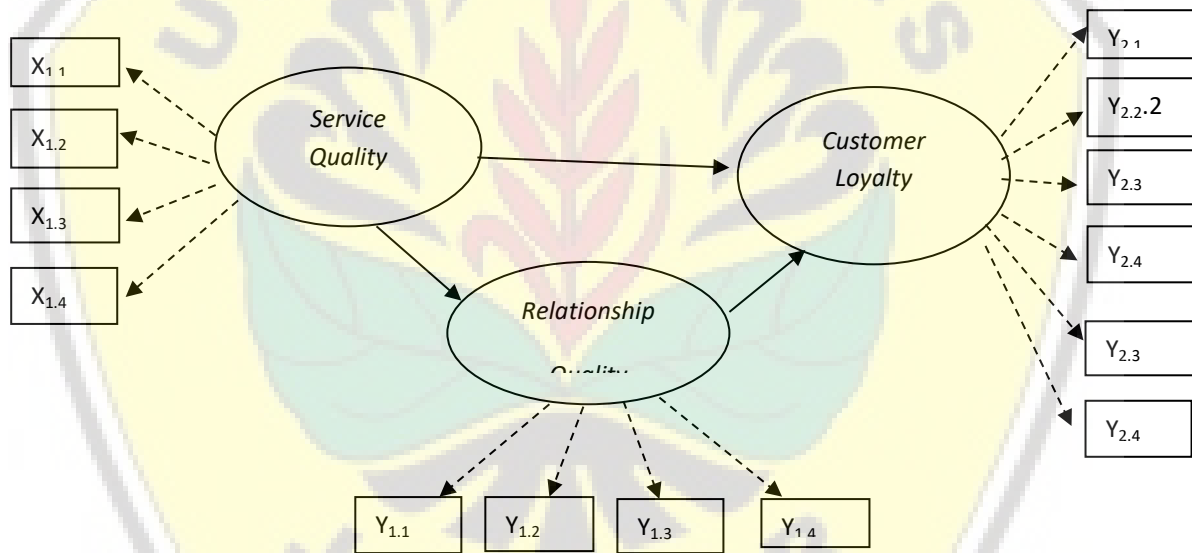 X1.1
X1.2
X1.3
X1.4
Service
Quality
Customer
Loyalty
Relationship
Quality
Y2.1
Y2.2.2
Y2.3
Y2.4
Y2.3
Y2.4
Y1.1
Y1.2
Y1.3
Y1.4
U
S